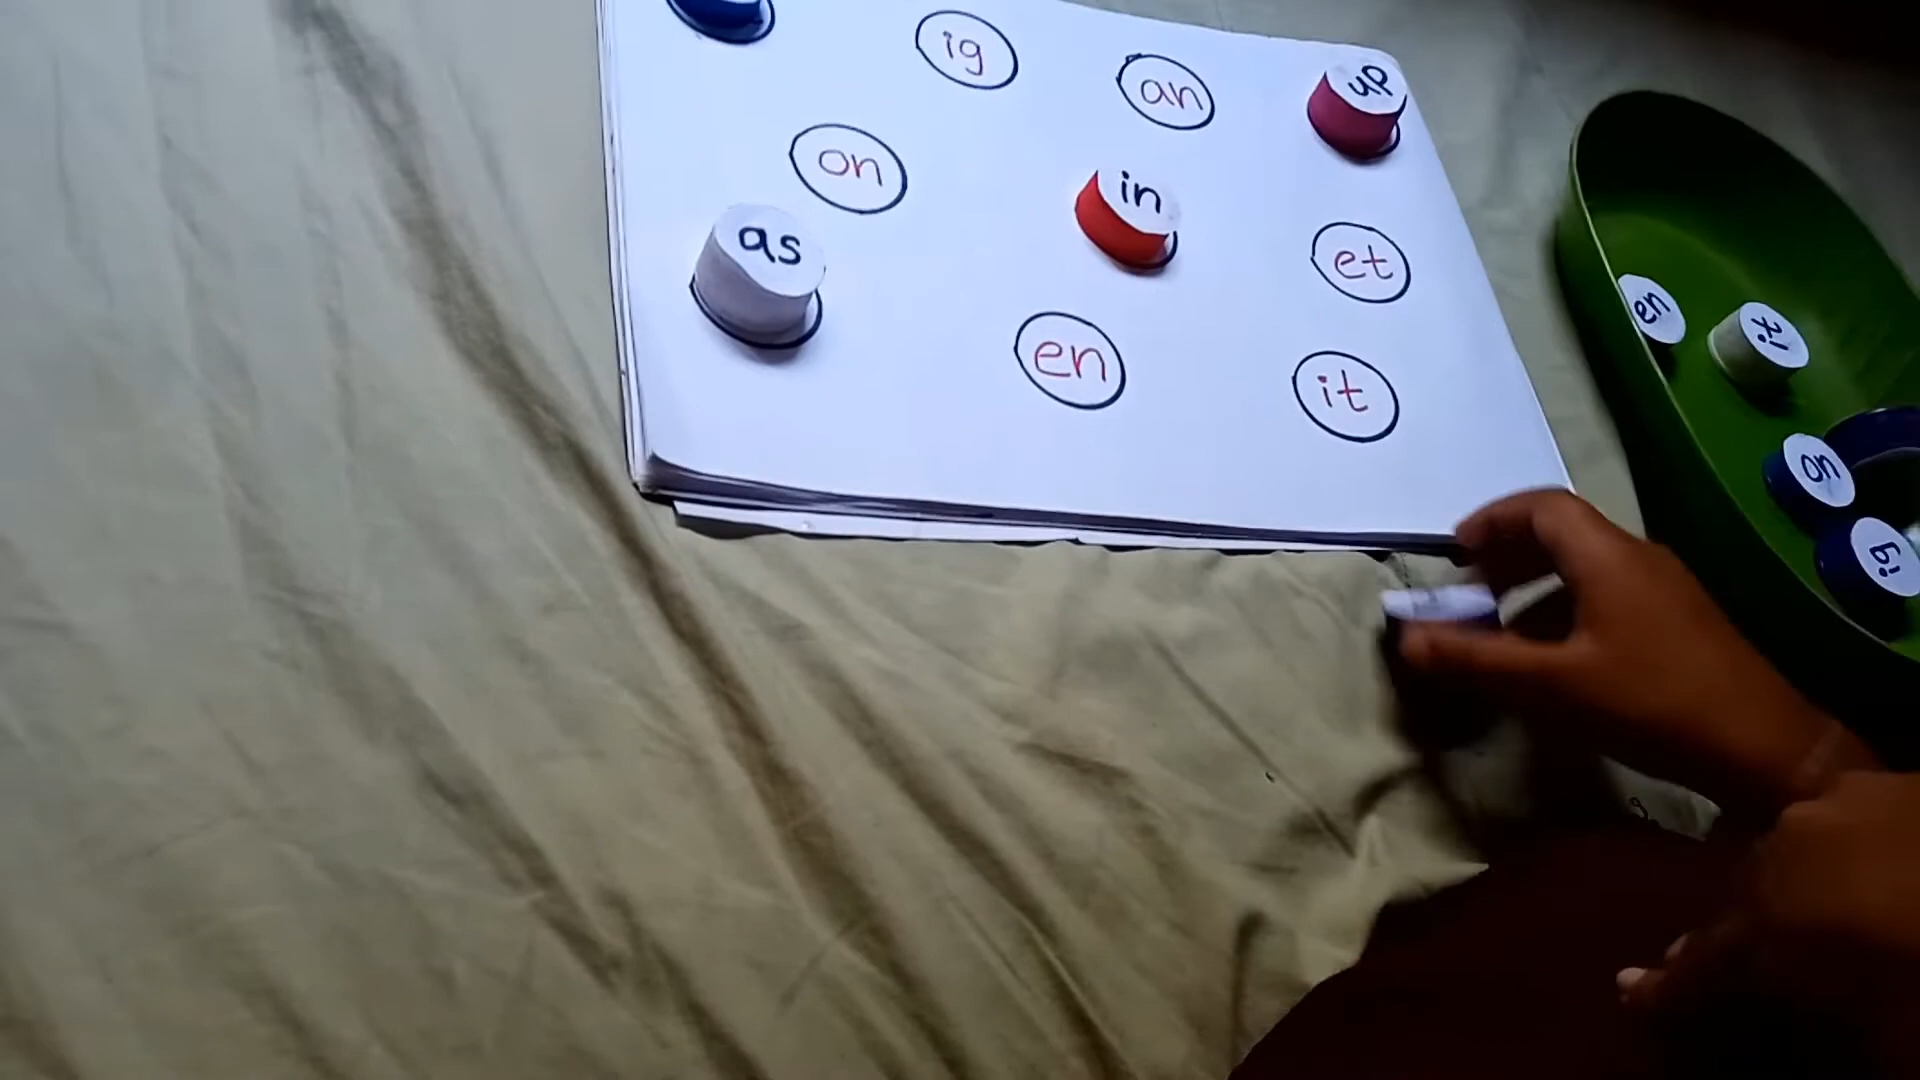 ig
an
up
on
in
as
et
en
it
en
it
on
ig